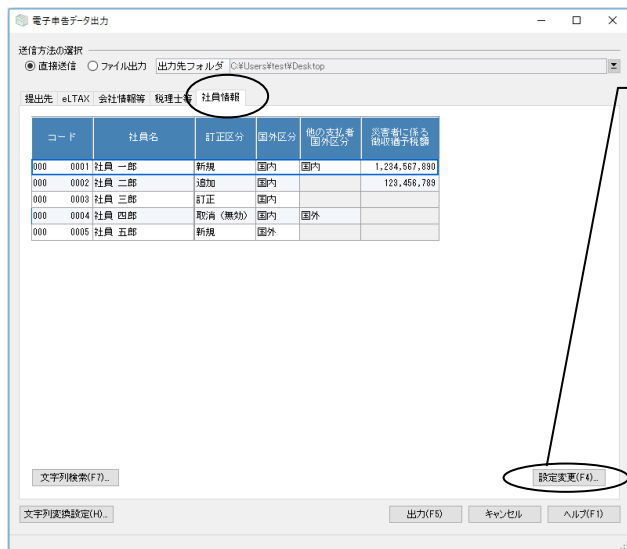 電子申告データ出力
送信方法の選択
直接送信 ファイル出力 出力先フォルダ C:¥Users¥test¥Desktop
提出先 eLTAX 会社情報等 税理士等 社員情報
コード 社員名 訂正区分 国外区分 他の支払者国外区分 災害者に係る徴収猶予税額
000 0001 社員 一郎 新規 国内 国内 1,234,567,890
000 0002 社員 二郎 追加 国内 123,456,789
000 0003 社員 三郎 訂正 国内
000 0004 社員 四郎 取消（無効） 国内 国外
000 0005 社員 五郎 新規 国外
文字列検索(F7)... 設定変更(F4)...
文字列変換設定(H)... 出力(F5) キャンセル ヘルプ(F1)